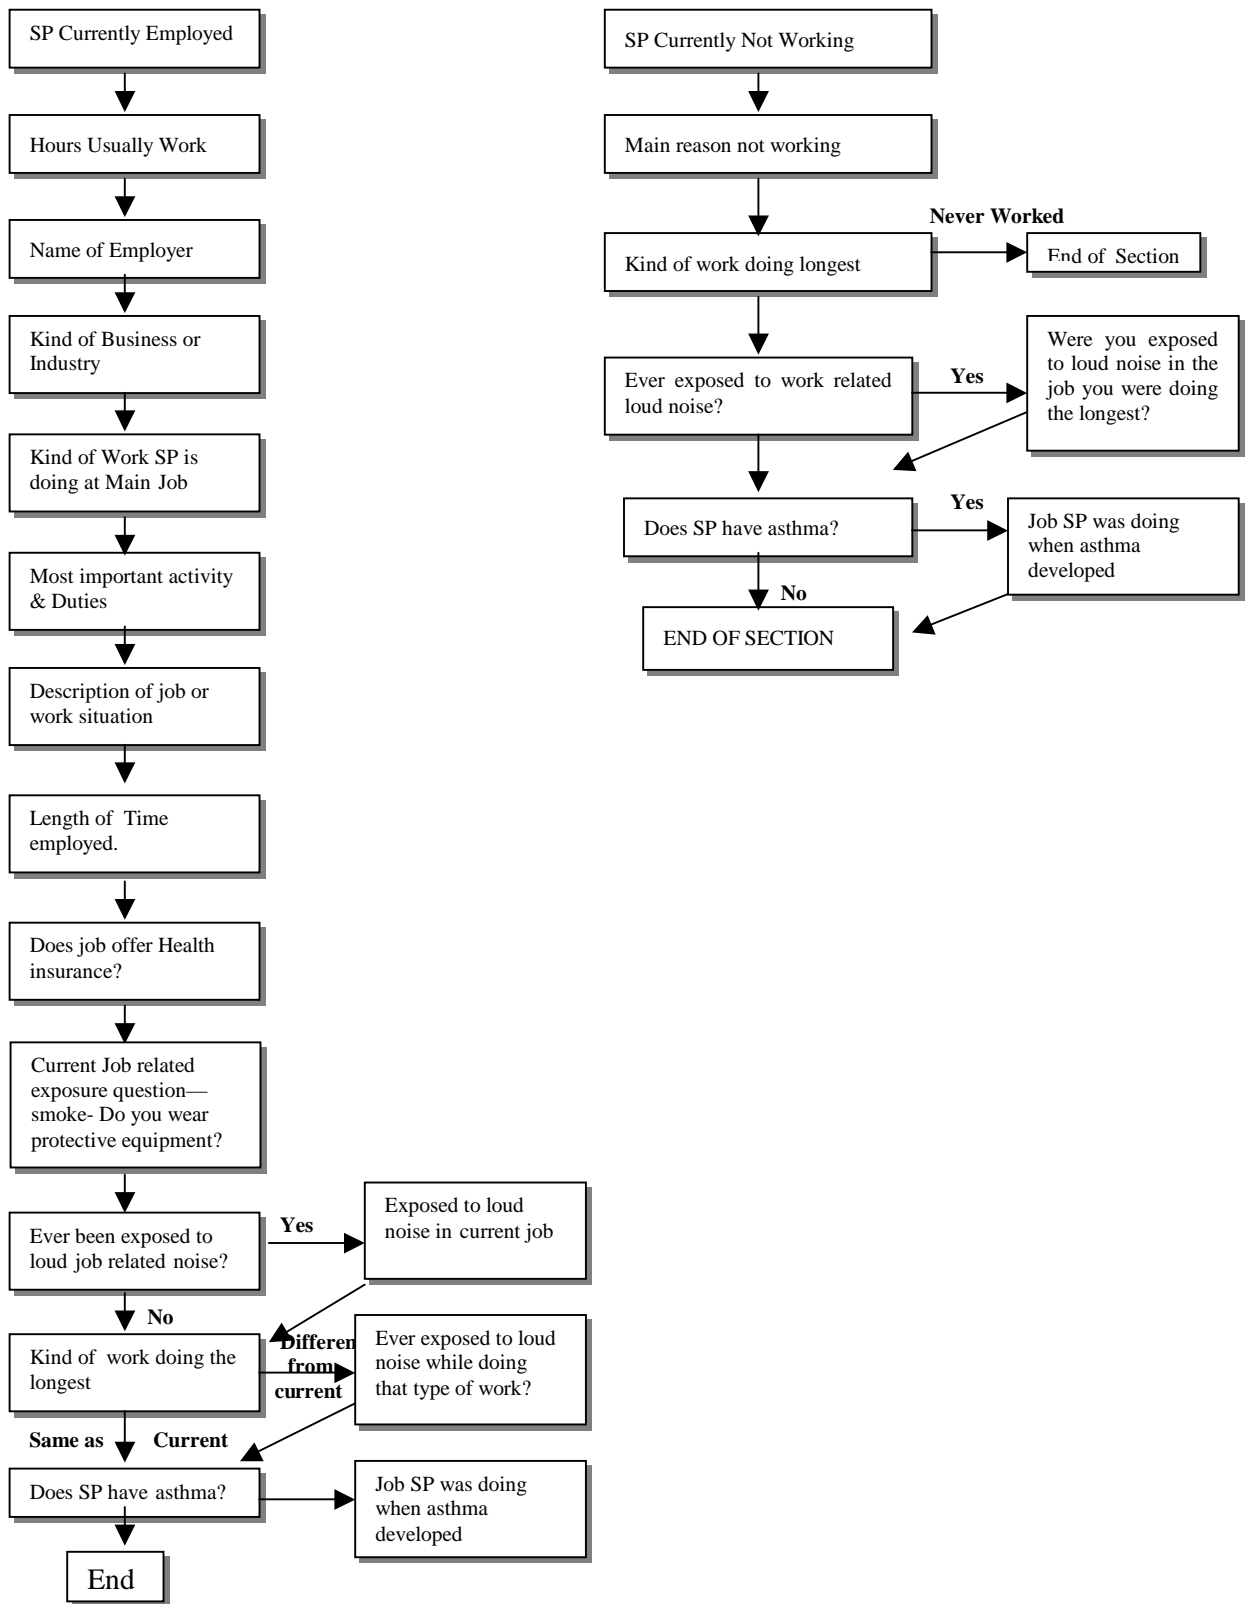 SP Currently Employed
Hours Usually Work
Name of Employer
Kind of Business or
Industry
Kind of Work SP is
doing at Main Job
Most important activity
& Duties
Description of job or
work situation
Length of Time
employed.
Does job offer Health
insurance?
Current Job related
exposure question—
smoke- Do you wear
protective equipment?
Ever been exposed to
loud job related noise?
Yes
Exposed to loud
noise in current job
No
Kind of work doing the
longest
Differen
from
current
Ever exposed to loud
noise while doing
that type of work?
Same as Current
Does SP have asthma?
Job SP was doing
when asthma
developed
End
SP Currently Not Working
Main reason not working
Kind of work doing longest
Never Worked
End of Section
Ever exposed to work related
loud noise?
Yes
Were you exposed
to loud noise in the
job you were doing
the longest?
Does SP have asthma?
Yes
Job SP was doing
when asthma
developed
No
END OF SECTION